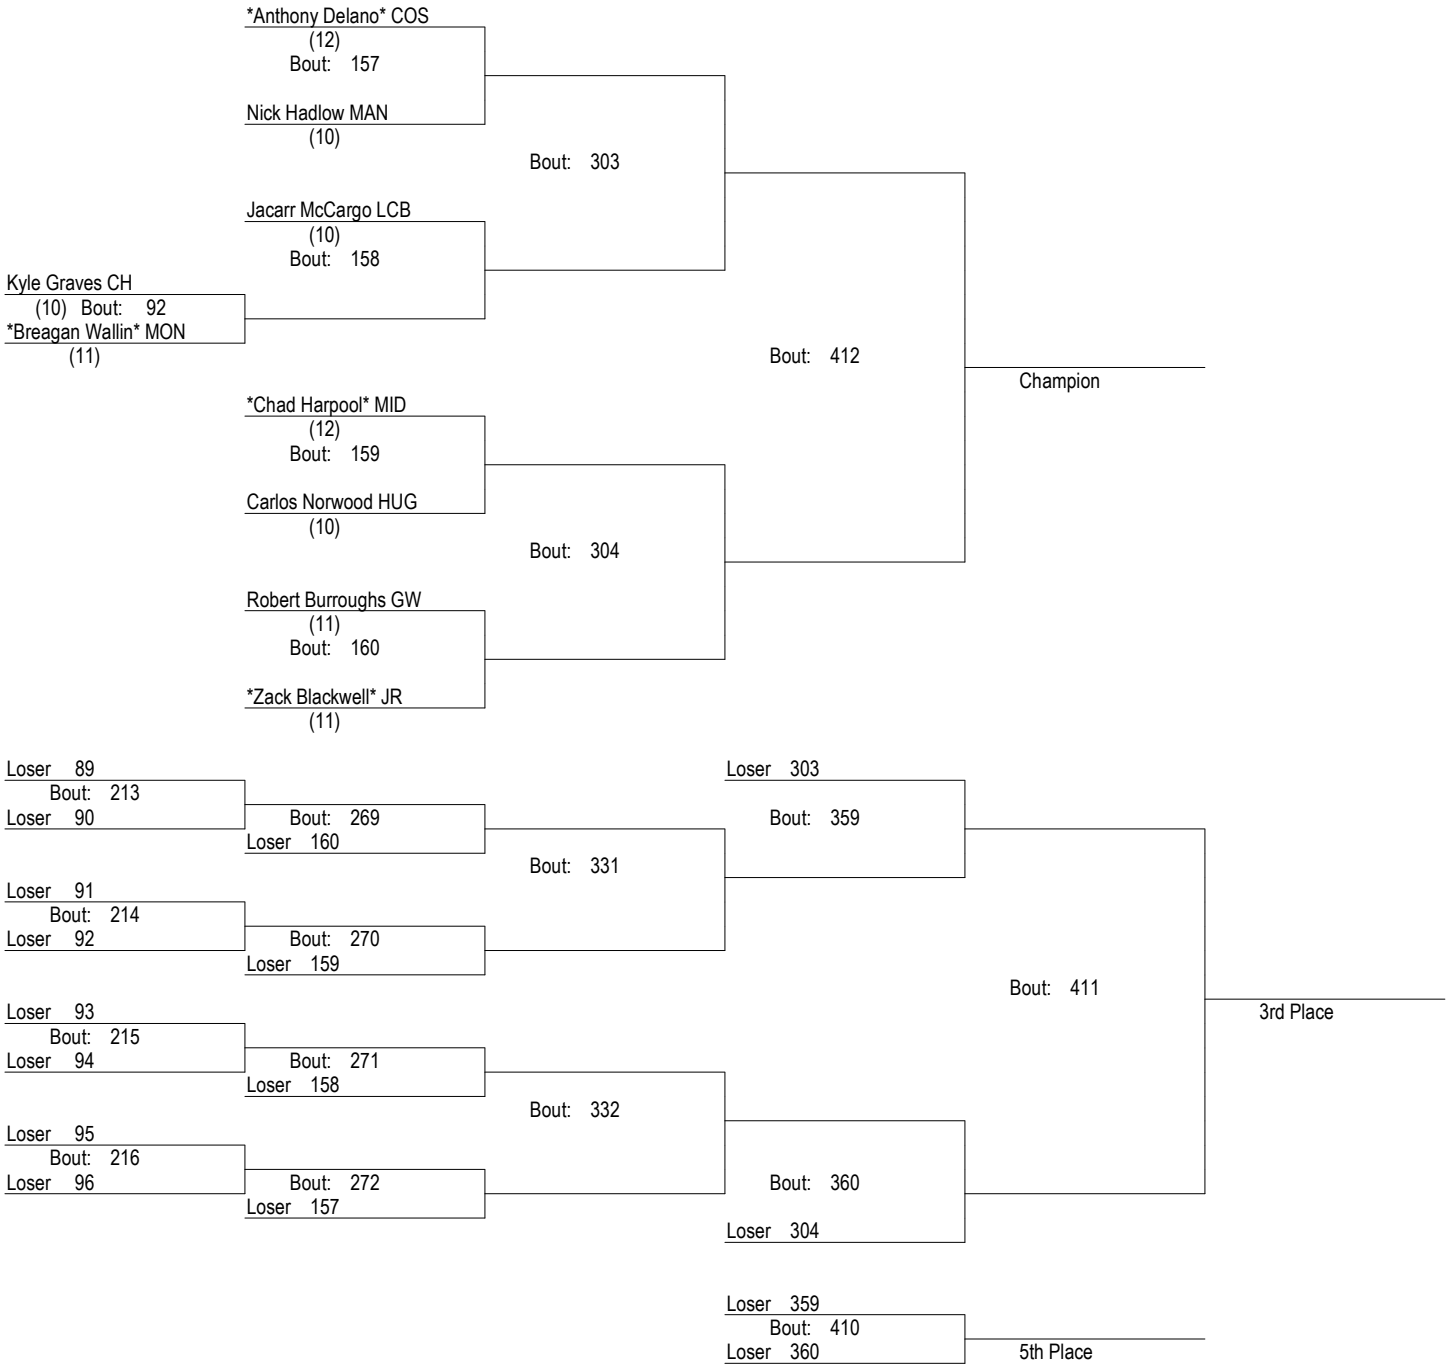 *Anthony Delano* COS
(12)
Bout: 157
Nick Hadlow MAN
(10)
Bout: 303
Jacarr McCargo LCB
(10)
Bout: 158
Kyle Graves CH
(10) Bout: 92
*Breagan Wallin* MON
(11)
Bout: 412
Champion
*Chad Harpool* MID
(12)
Bout: 159
Carlos Norwood HUG
(10)
Bout: 304
Robert Burroughs GW
(11)
Bout: 160
*Zack Blackwell* JR
(11)
Loser 89
Loser 303
Bout: 213
Loser 90
Bout: 269
Bout: 359
Loser 160
Bout: 331
Loser 91
Bout: 214
Loser 92
Bout: 270
Loser 159
Bout: 411
Loser 93
3rd Place
Bout: 215
Loser 94
Bout: 271
Loser 158
Bout: 332
Loser 95
Bout: 216
Loser 96
Bout: 272
Bout: 360
Loser 157
Loser 304
Loser 359
Bout: 410
Loser 360
5th Place